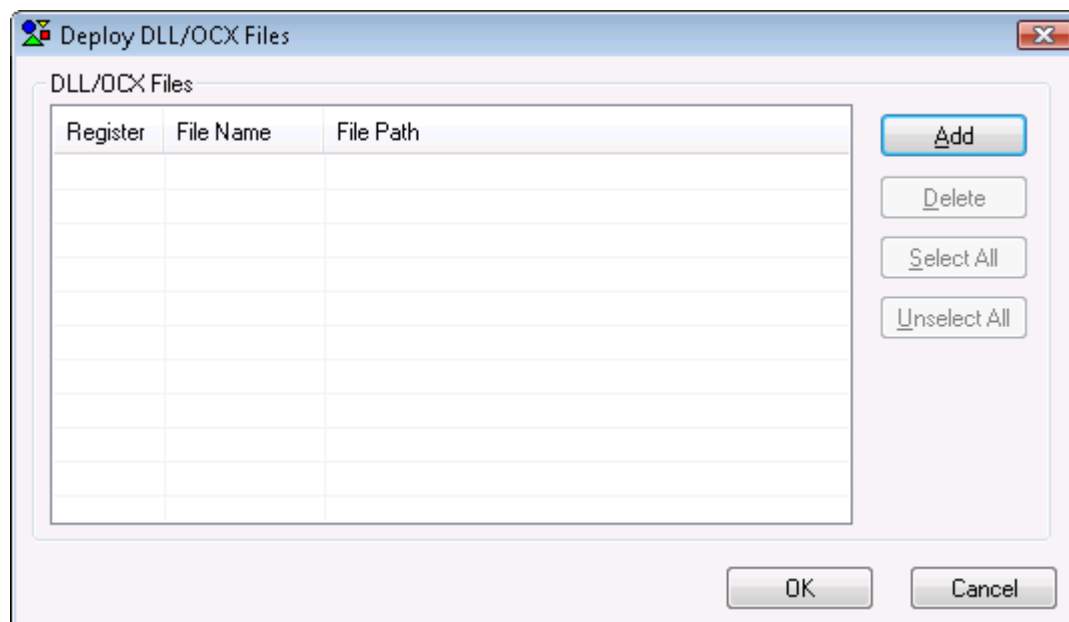 Deploy DLL/OCX Files
DLL/OCX Files
Register File Name File Path
Add
Delete
Select All
Unselect All
OK Cancel